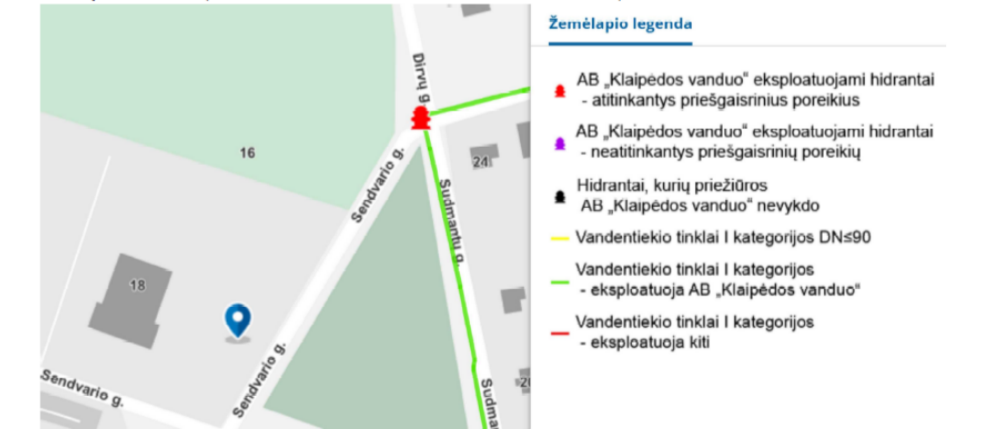 Žemėlapio legenda
AB „Klaipėdos vanduo“ eksploatuojami hidrantai
- atitinkantys priešgaisrinius poreikius
AB „Klaipėdos vanduo“ eksploatuojami hidrantai
- neatitinkantys priešgaisrinių poreikių
Hidrantai, kurių priežiūros
AB „Klaipėdos vanduo“ nevykdo
Vandentiekio tinklai I kategorijos DN≤90
Vandentiekio tinklai I kategorijos
- eksploatuoja AB „Klaipėdos vanduo“
Vandentiekio tinklai I kategorijos
- eksploatuoja kiti
Dirvų g.
16
24
Sendvario g.
Sudmantų g.
18
Sendvario g.
Sendvario g.